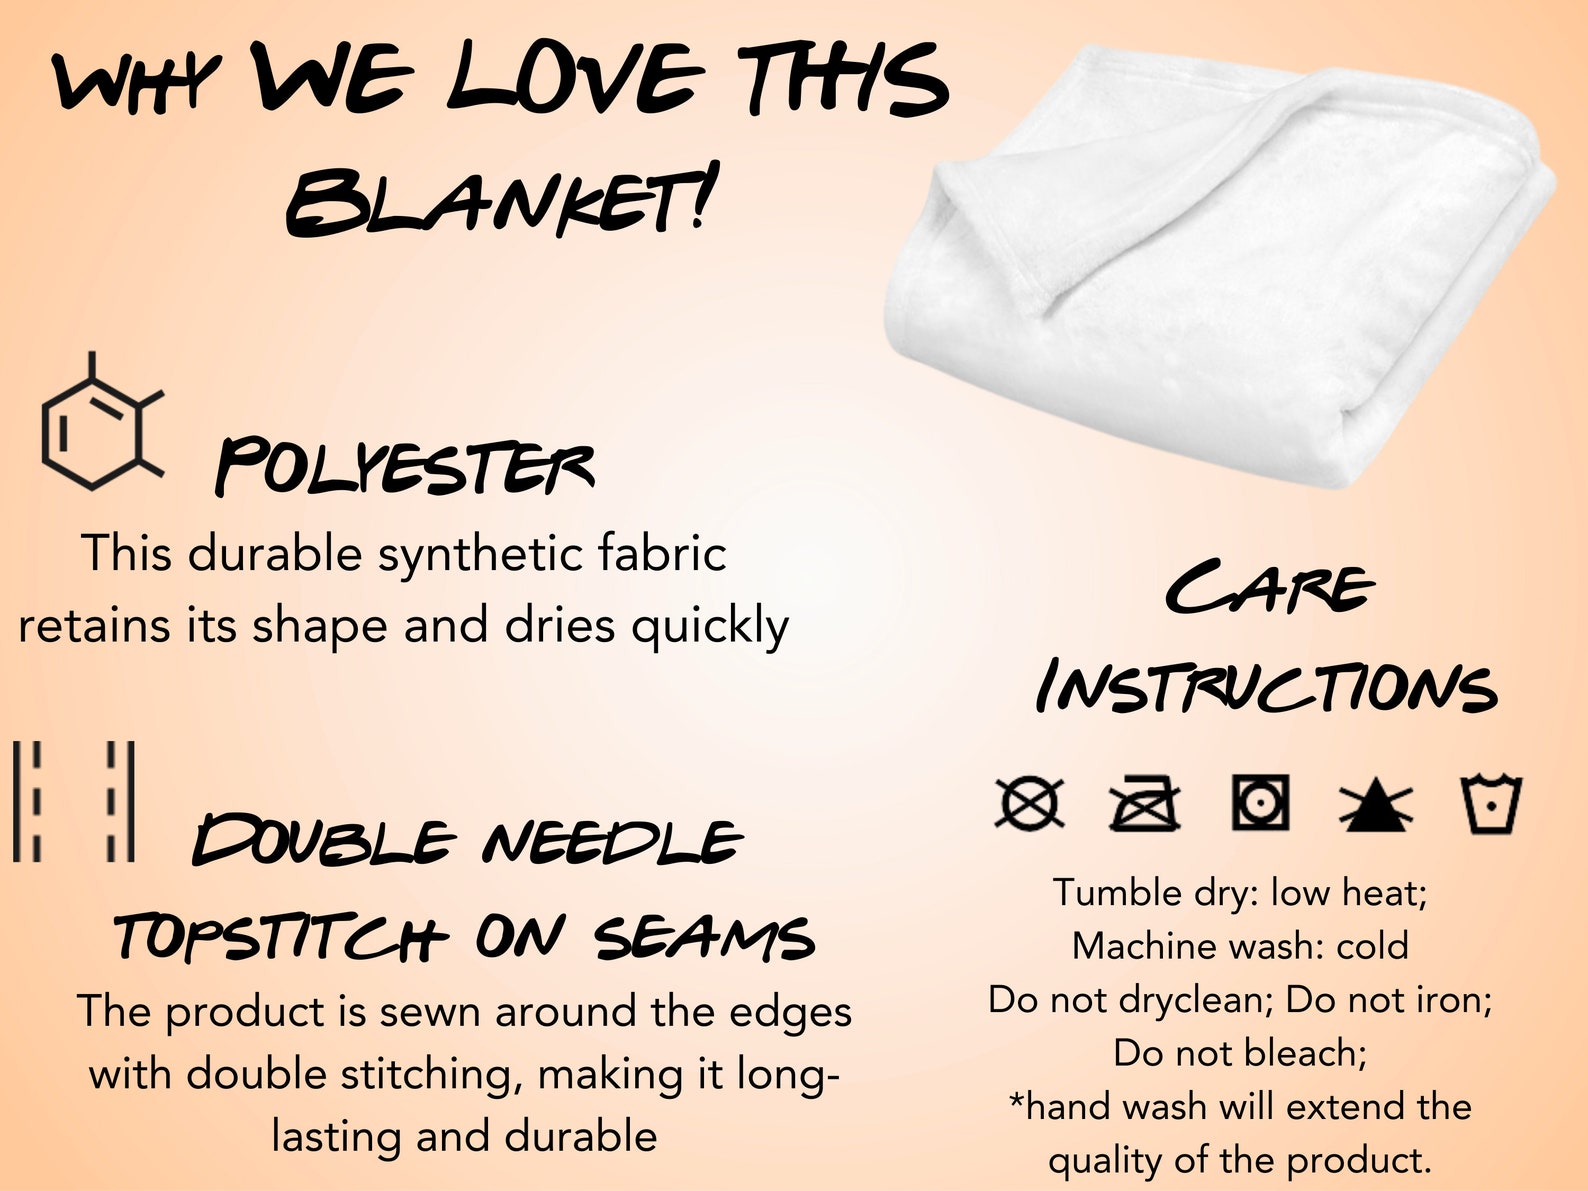 Why WE LOVE THIS
BLANKET!
POLYESTER
This durable synthetic fabric
retains its shape and dries quickly
DOUBLE NEEDLE
TOPSTITCH ON SEAMS
The product is sewn around the edges
with double stitching, making it long-
lasting and durable
CARE
INSTRUCTIONS
Tumble dry: low heat;
Machine wash: cold
Do not dryclean; Do not iron;
Do not bleach;
*hand wash will extend the
quality of the product.